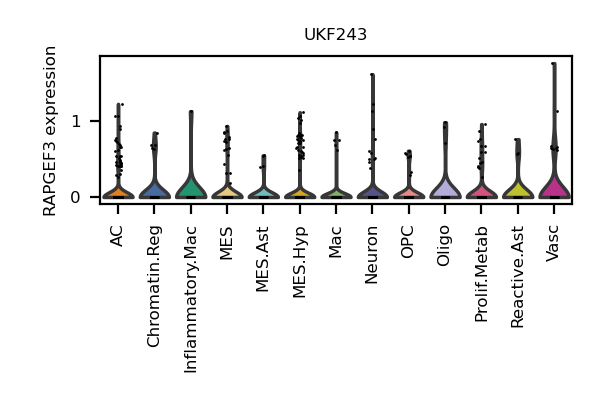 UKF243
RAPGEF3 expression
1
0
AC
Chromatin.Reg
Inflammatory.Mac
MES
MES.Ast
MES.Hyp
Mac
Neuron
OPC
Oligo
Prolif.Metab
Reactive.Ast
Vasc